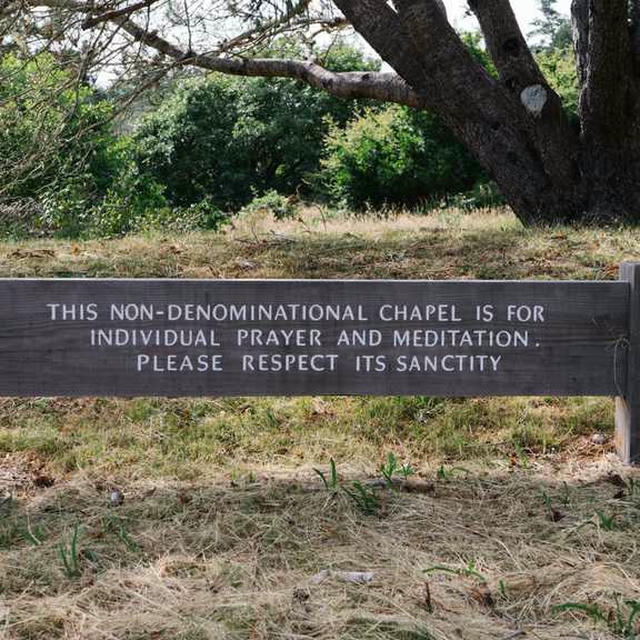 THIS NON-DENOMINATIONAL CHAPEL IS FOR
INDIVIDUAL PRAYER AND MEDITATION.
PLEASE RESPECT ITS SANCTITY